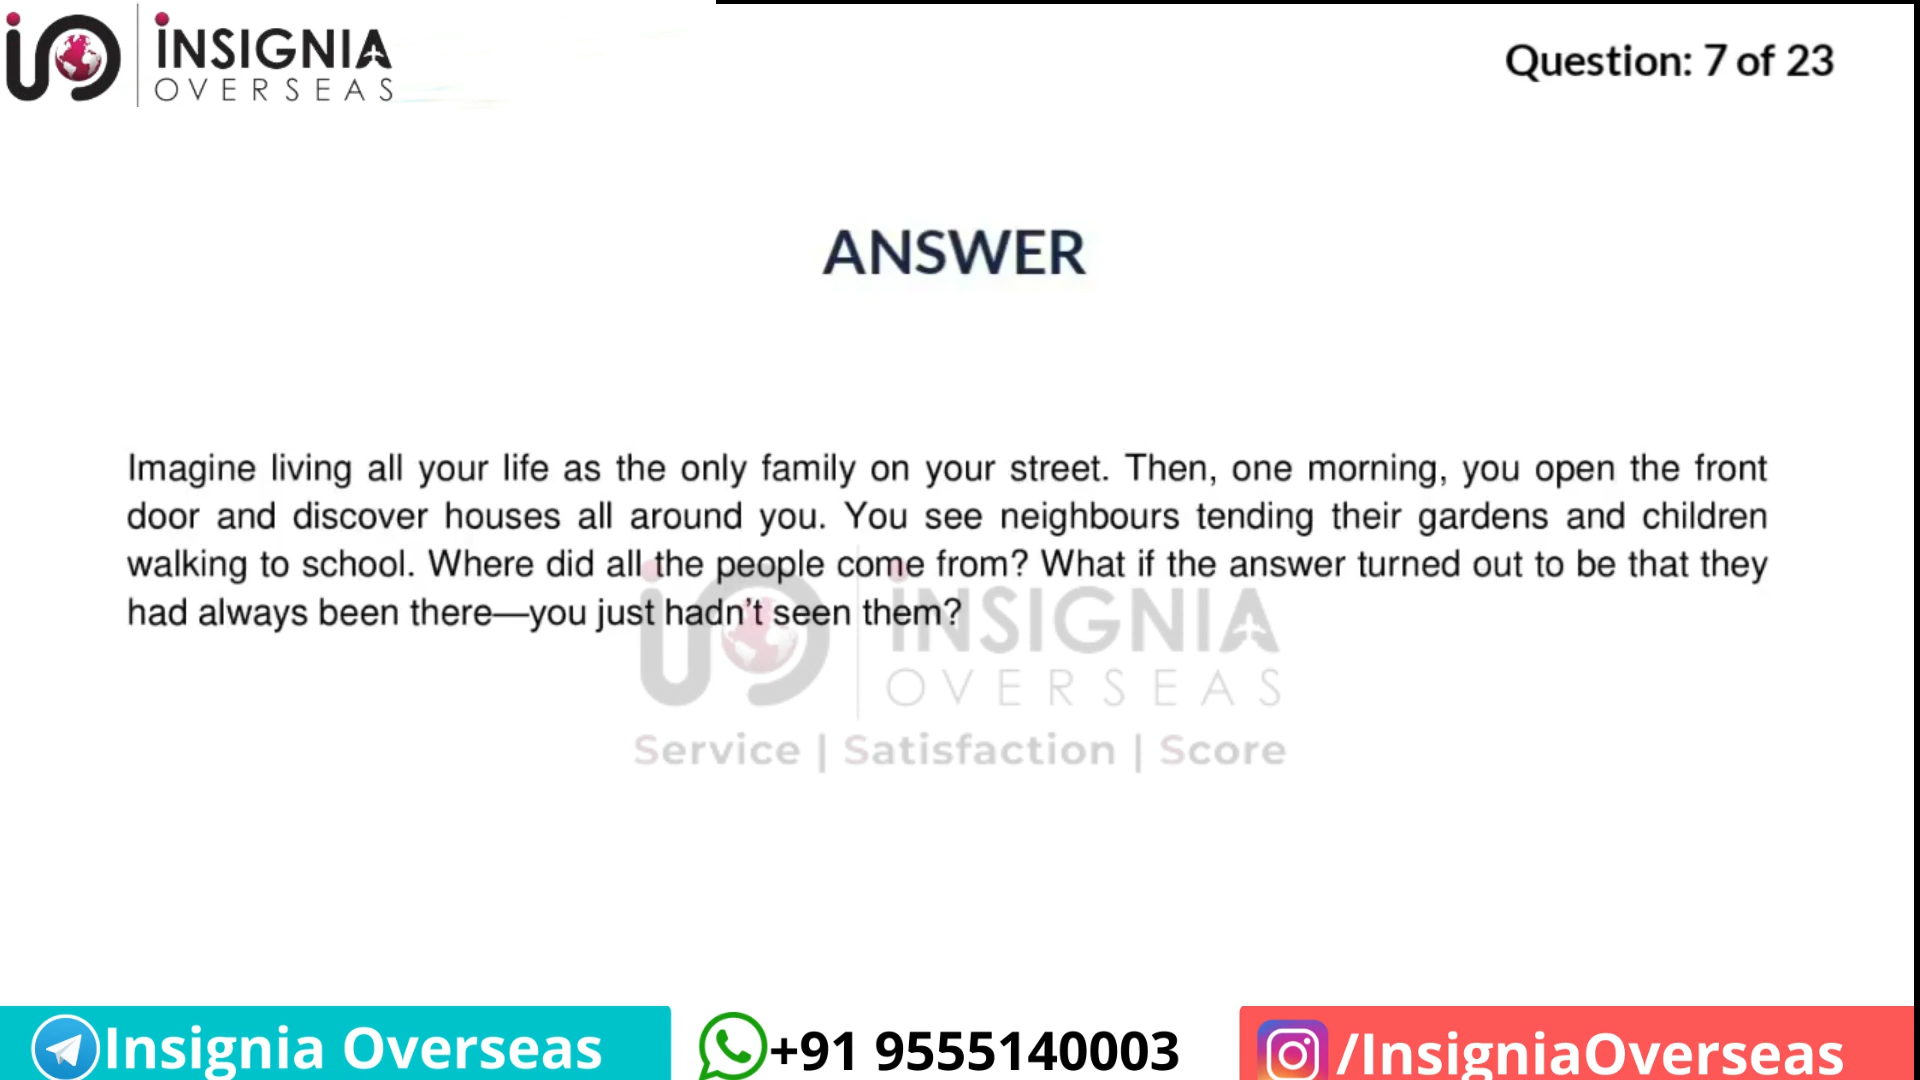 iNSIGNIA
OVERSEAS
Question: 7 of 23
ANSWER
Imagine living all your life as the only family on your street. Then, one morning, you open the front
door and discover houses all around you. You see neighbours tending their gardens and children
walking to school. Where did all the people come from? What if the answer turned out to be that they
had always been there—you just hadn’t seen them?
iNSIGNIA
OVERSEAS
Service | Satisfaction | Score
Insignia Overseas
+91 9555140003
/InsigniaOverseas